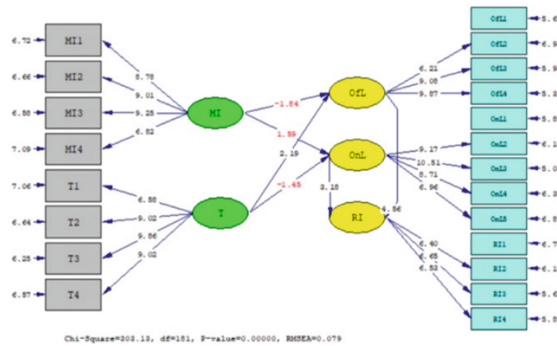 6.72 MI1
6.66 MI2
6.58 MI3
7.09 MI4
7.06 T1
6.64 T2
6.25 T3
6.87 T4
8.78
9.01
9.25
6.82
6.58
9.02
9.86
9.02
MI
T
-1.84
1.59
2.19
-1.45
OfL
OnL
RI
3.18
4.86
6.21
9.08
9.87
9.17
10.51
8.71
6.96
6.40
6.65
6.53
OfL1
OfL2
OfL3
OfL4
OnL1
OnL2
OnL3
OnL4
OnL5
RI1
RI2
RI3
RI4
Chi-Square=303.13, df=181, P-value=0.00000, RMSEA=0.079